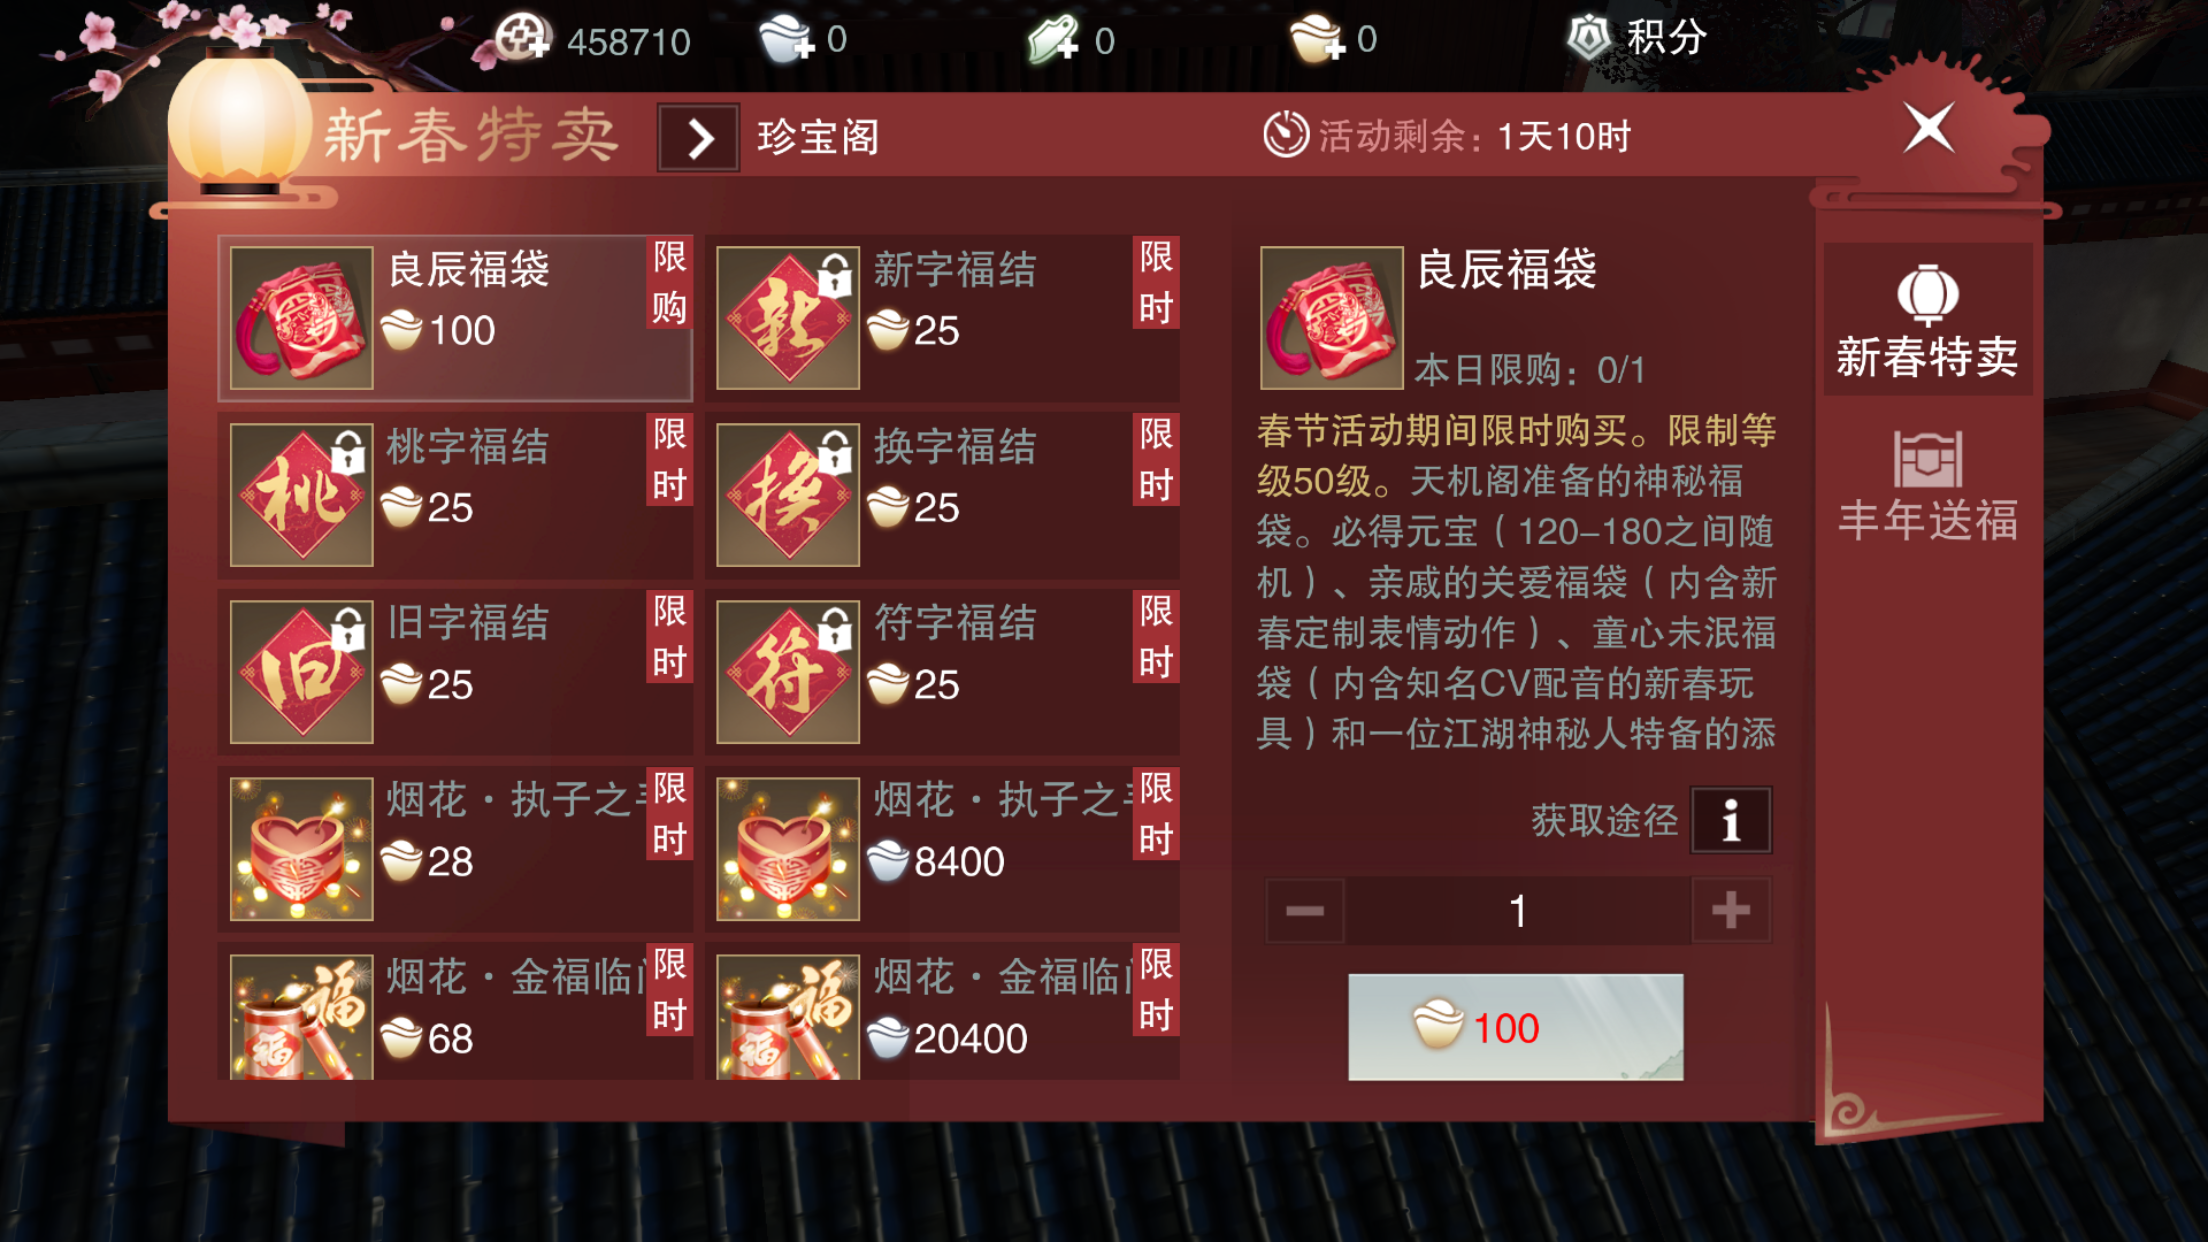 458710
0
0
0
积分
新春特卖
珍宝阁
活动剩余：1天10时
良辰福袋
100
限购
新字福结
25
限时
桃字福结
25
限时
换字福结
25
限时
旧字福结
25
限时
符字福结
25
限时
烟花·执子之
28
限时
烟花·执子之
8400
限时
烟花·金福临
68
限时
烟花·金福临
20400
限时
新
桃
换
旧
符
福
福
福
福
良辰福袋
本日限购：0/1
春节活动期间限时购买。限制等
级50级。天机阁准备的神秘福
袋。必得元宝（120-180之间随
机）、亲戚的关爱福袋（内含新
春定制表情动作）、童心未泯福
袋（内含知名CV配音的新春玩
具）和一位江湖神秘人特备的添
获取途径
1
100
新春特卖
丰年送福